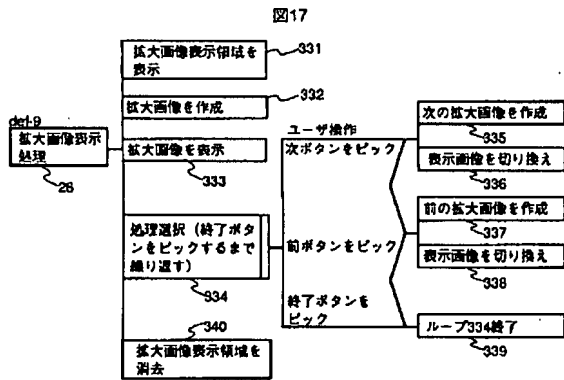 図17
def-9
拡大画像表示
処理
26
拡大画像表示領域を
表示
331
拡大画像を作成
332
拡大画像を表示
333
処理選択（終了ボタ
ンをピックするまで
繰り返す）
334
340
拡大画像表示領域を
消去
ユーザ操作
次ボタンをピック
前ボタンをピック
終了ボタンを
ピック
次の拡大画像を作成
335
表示画像を切り換え
336
前の拡大画像を作成
337
表示画像を切り換え
338
ループ334終了
339